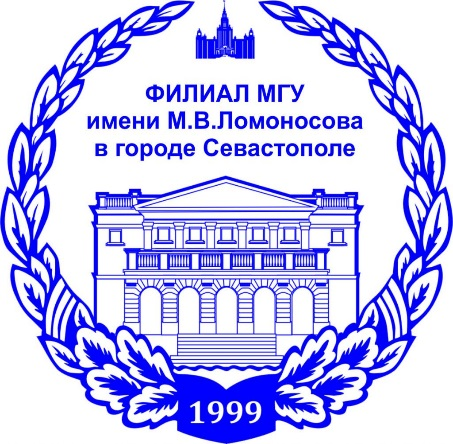 ФИЛИАЛ МГУ
имени М.В.Ломоносова
в городе Севастополе
1999